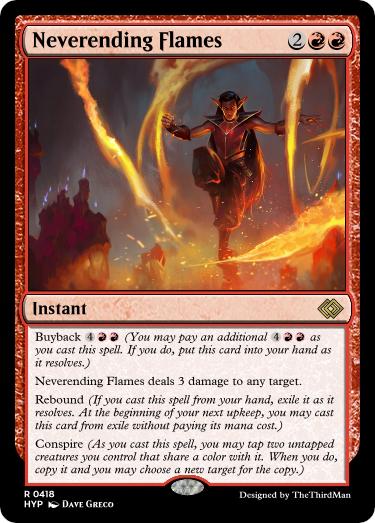 Neverending Flames 2
Instant
Buyback 4 (You may pay an additional 4 as
you cast this spell. If you do, put this card into your hand as
it resolves.)
Neverending Flames deals 3 damage to any target.
Rebound (If you cast this spell from your hand, exile it as it
resolves. At the beginning of your next upkeep, you may cast
this card from exile without paying its mana cost.)
Conspire (As you cast this spell, you may tap two untapped
creatures you control that share a color with it. When you do,
copy it and you may choose a new target for the copy.)
R 0418
HYP Dave Greco
Designed by TheThirdMan